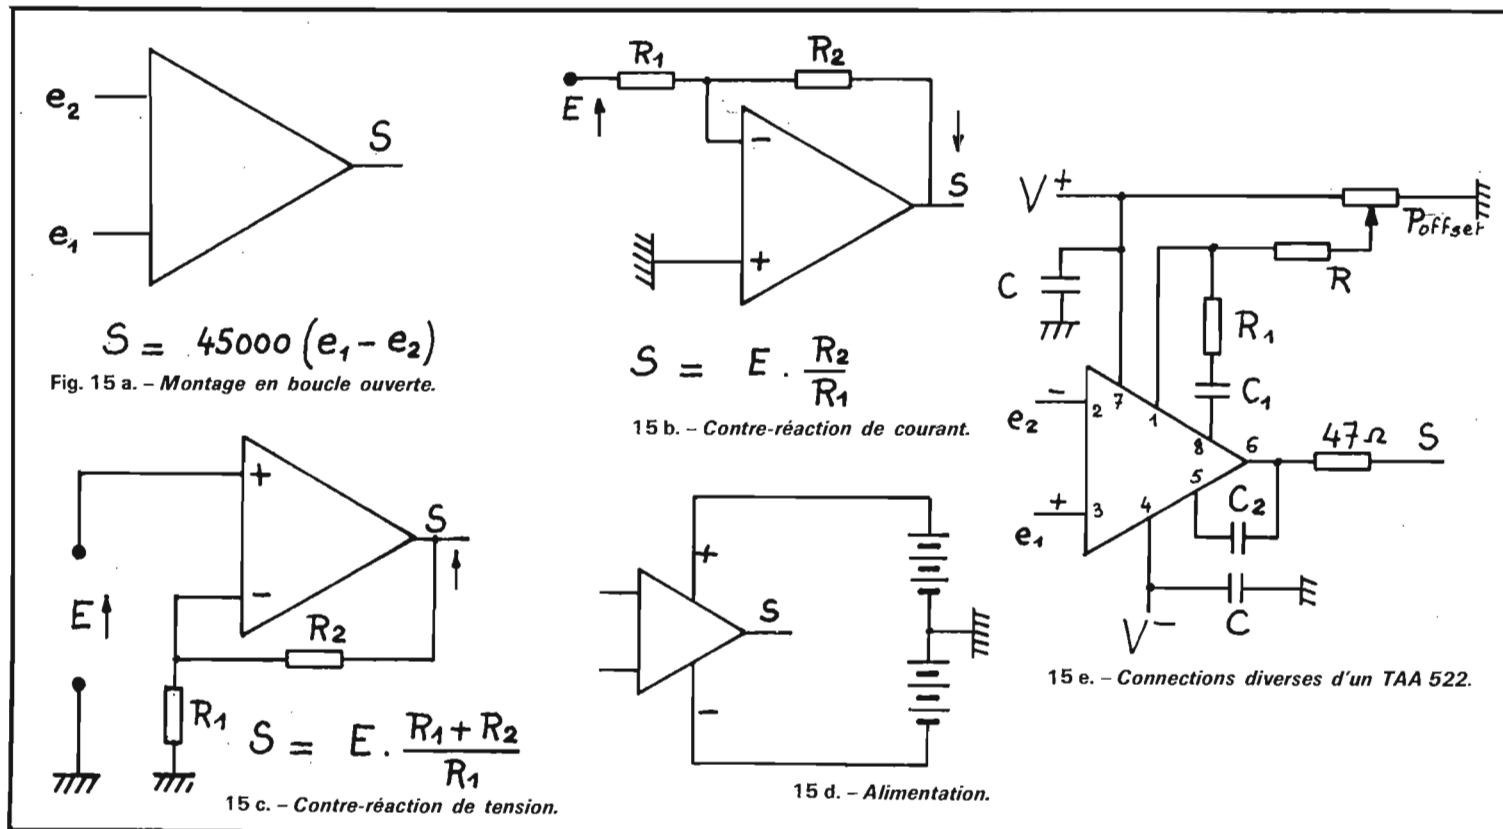 e₂
e₁
S
S = 45000 (e₁ - e₂)
Fig. 15 a. – Montage en boucle ouverte.
R₁
R₂
E
-
+
S
S = E . R₂/R₁
15 b. – Contre-réaction de courant.
+
-
S
E
R₂
R₁
S = E . (R₁ + R₂)/R₁
15 c. – Contre-réaction de tension.
+
S
-
15 d. – Alimentation.
V +
Poffset
C
R
R₁
C₁
e₂ - 2
7
1
8
6
47Ω
S
e₁ + 3
4
5
C₂
C
V -
15 e. – Connections diverses d'un TAA 522.